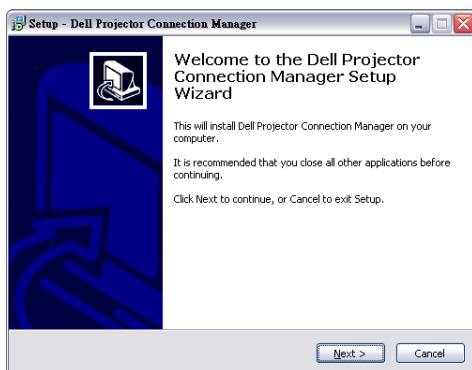 Setup - Dell Projector Connection Manager
Welcome to the Dell Projector
Connection Manager Setup
Wizard
This will install Dell Projector Connection Manager on your
computer.
It is recommended that you close all other applications before
continuing.
Click Next to continue, or Cancel to exit Setup.
Next >
Cancel